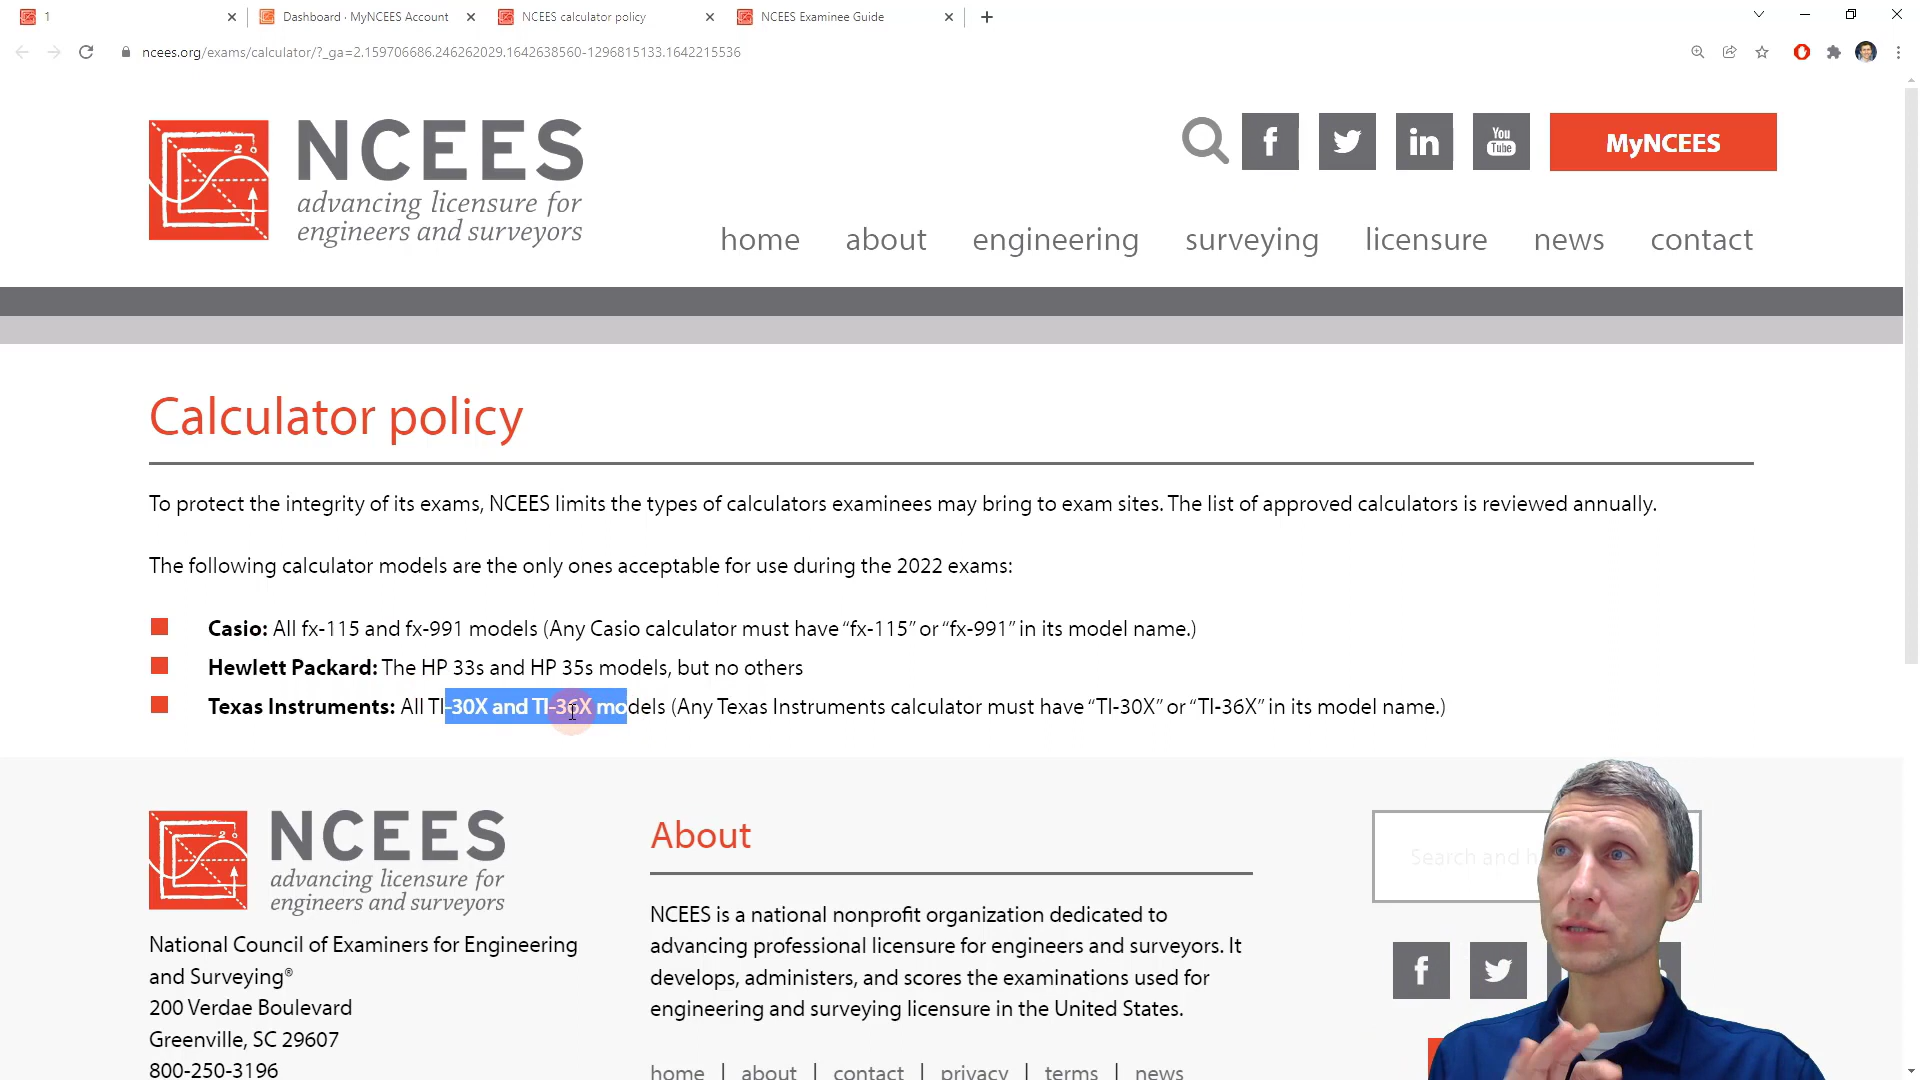 1
Dashboard · MyNCEES Account
NCEES calculator policy
NCEES Examinee Guide
ncees.org/exams/calculator/?_ga=2.159706686.246262029.1642638560-1296815133.1642215536
NCEES
advancing licensure for
engineers and surveyors
f
in
You
Tube
MyNCEES
home about engineering surveying licensure news contact
Calculator policy
To protect the integrity of its exams, NCEES limits the types of calculators examinees may bring to exam sites. The list of approved calculators is reviewed annually.
The following calculator models are the only ones acceptable for use during the 2022 exams:
Casio: All fx-115 and fx-991 models (Any Casio calculator must have “fx-115” or “fx-991” in its model name.)
Hewlett Packard: The HP 33s and HP 35s models, but no others
Texas Instruments: All TI-30X and TI-36X models (Any Texas Instruments calculator must have “TI-30X” or “TI-36X” in its model name.)
NCEES
advancing licensure for
engineers and surveyors
National Council of Examiners for Engineering
and Surveying®
200 Verdae Boulevard
Greenville, SC 29607
800-250-3196
About
NCEES is a national nonprofit organization dedicated to
advancing professional licensure for engineers and surveyors. It
develops, administers, and scores the examinations used for
engineering and surveying licensure in the United States.
home | about | contact | privacy | terms | news
Search and h
f